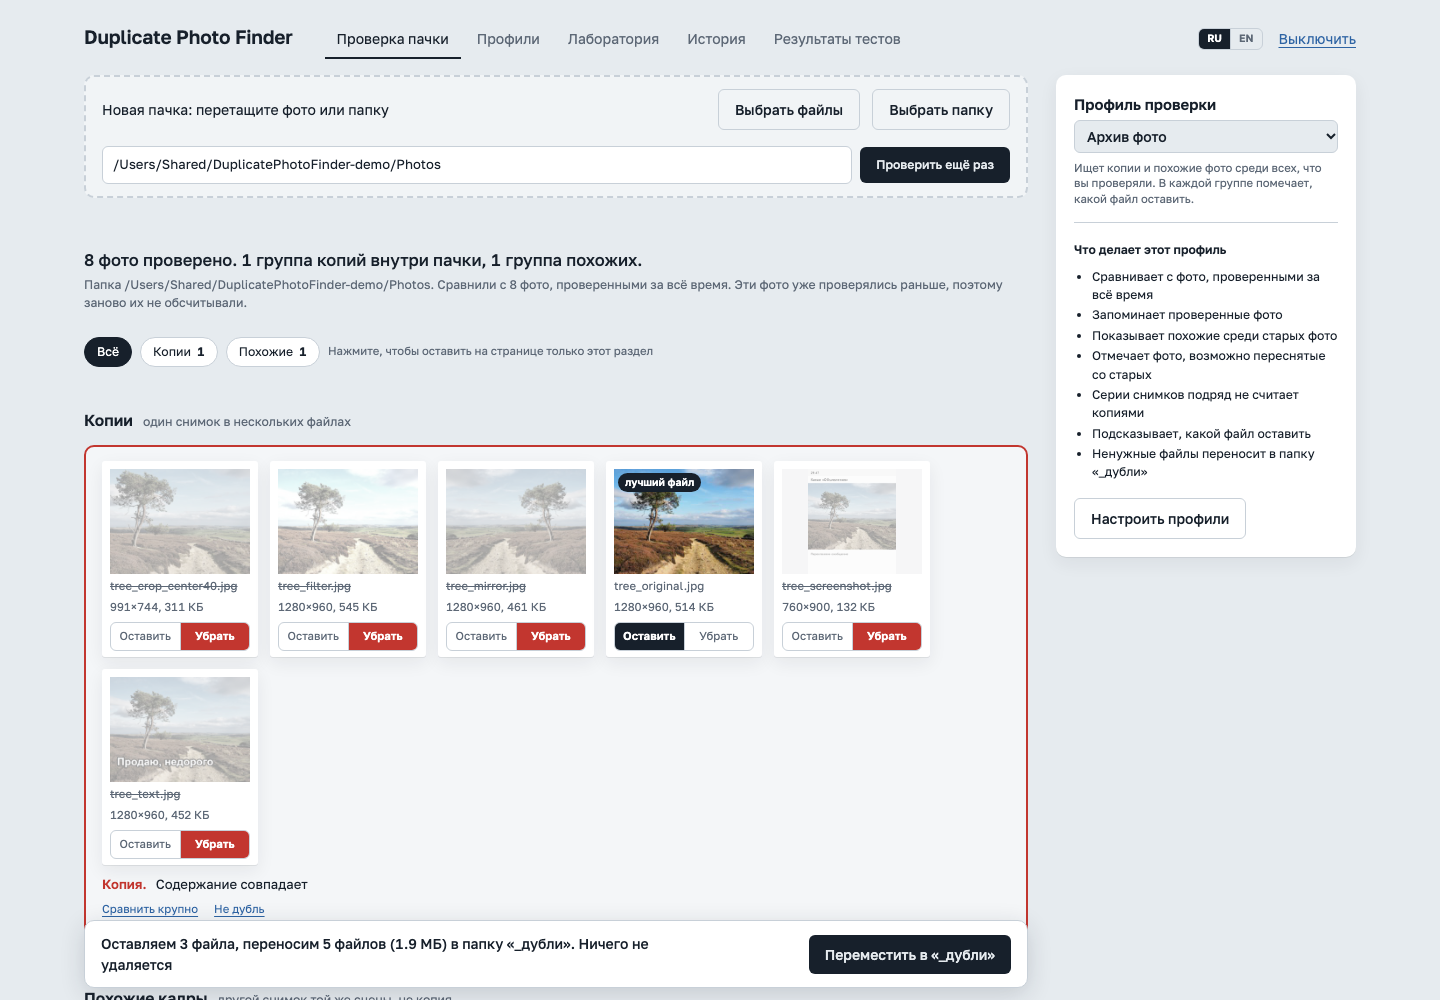 Duplicate Photo Finder
Проверка пачки
Профили
Лаборатория
История
Результаты тестов
RU
EN
Выключить
Новая пачка: перетащите фото или папку
Выбрать файлы
Выбрать папку
/Users/Shared/DuplicatePhotoFinder-demo/Photos
Проверить ещё раз
8 фото проверено. 1 группа копий внутри пачки, 1 группа похожих.
Папка /Users/Shared/DuplicatePhotoFinder-demo/Photos. Сравнили с 8 фото, проверенными за всё время. Эти фото уже проверялись раньше, поэтому
заново их не обсчитывали.
Всё
Копии 1
Похожие 1
Нажмите, чтобы оставить на странице только этот раздел
Копии один снимок в нескольких файлах
tree_crop_center40.jpg
991×744, 311 КБ
Оставить Убрать
tree_filter.jpg
1280×960, 545 КБ
Оставить Убрать
tree_mirror.jpg
1280×960, 461 КБ
Оставить Убрать
лучший файл
tree_original.jpg
1280×960, 514 КБ
Оставить Убрать
tree_screenshot.jpg
760×900, 132 КБ
Оставить Убрать
Продаю, недорого
tree_text.jpg
1280×960, 452 КБ
Оставить Убрать
Копия. Содержание совпадает
Сравнить крупно Не дубль
Оставляем 3 файла, переносим 5 файлов (1.9 МБ) в папку «_дубли». Ничего не
удаляется
Переместить в «_дубли»
Похожие кадры другой снимок той же сцены, не копия
Профиль проверки
Архив фото
Ищет копии и похожие фото среди всех, что
вы проверяли. В каждой группе помечает,
какой файл оставить.
Что делает этот профиль
• Сравнивает с фото, проверенными за
всё время
• Запоминает проверенные фото
• Показывает похожие среди старых фото
• Отмечает фото, возможно переснятые
со старых
• Серии снимков подряд не считает
копиями
• Подсказывает, какой файл оставить
• Ненужные файлы переносит в папку
«_дубли»
Настроить профили